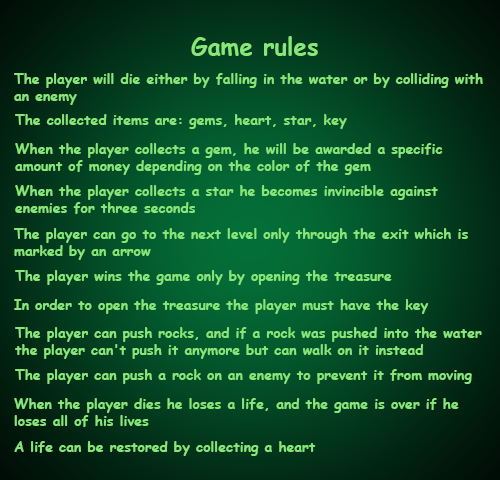 Game rules
The player will die either by falling in the water or by colliding with
an enemy
The collected items are: gems, heart, star, key
When the player collects a gem, he will be awarded a specific
amount of money depending on the color of the gem
When the player collects a star he becomes invincible against
enemies for three seconds
The player can go to the next level only through the exit which is
marked by an arrow
The player wins the game only by opening the treasure
In order to open the treasure the player must have the key
The player can push rocks, and if a rock was pushed into the water
the player can't push it anymore but can walk on it instead
The player can push a rock on an enemy to prevent it from moving
When the player dies he loses a life, and the game is over if he
loses all of his lives
A life can be restored by collecting a heart